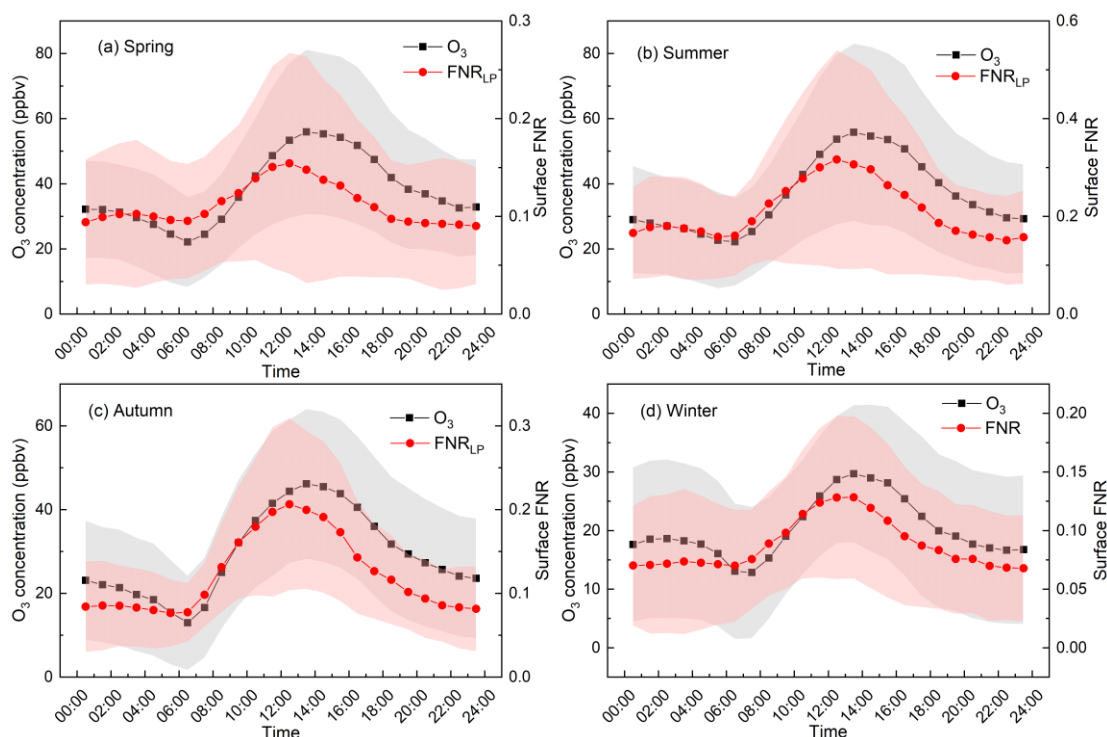 (a) Spring
O₃
FNR_LP
O₃ concentration (ppbv)
0
20
40
60
80
Surface FNR
0.0
0.1
0.2
0.3
00:00 02:00 04:00 06:00 08:00 10:00 12:00 14:00 16:00 18:00 20:00 22:00 24:00
Time
(b) Summer
O₃
FNR_LP
O₃ concentration (ppbv)
0
20
40
60
80
Surface FNR
0.0
0.2
0.4
0.6
00:00 02:00 04:00 06:00 08:00 10:00 12:00 14:00 16:00 18:00 20:00 22:00 24:00
Time
(c) Autumn
O₃
FNR_LP
O₃ concentration (ppbv)
0
20
40
60
Surface FNR
0.0
0.1
0.2
0.3
00:00 02:00 04:00 06:00 08:00 10:00 12:00 14:00 16:00 18:00 20:00 22:00 24:00
Time
(d) Winter
O₃
FNR
O₃ concentration (ppbv)
0
10
20
30
40
Surface FNR
0.00
0.05
0.10
0.15
0.20
00:00 02:00 04:00 06:00 08:00 10:00 12:00 14:00 16:00 18:00 20:00 22:00 24:00
Time